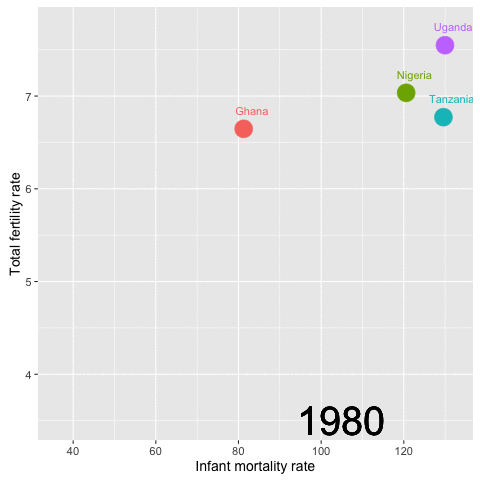 Uganda
Nigeria
Tanzania
Ghana
7
6
5
4
Total fertility rate
1980
40 60 80 100 120
Infant mortality rate